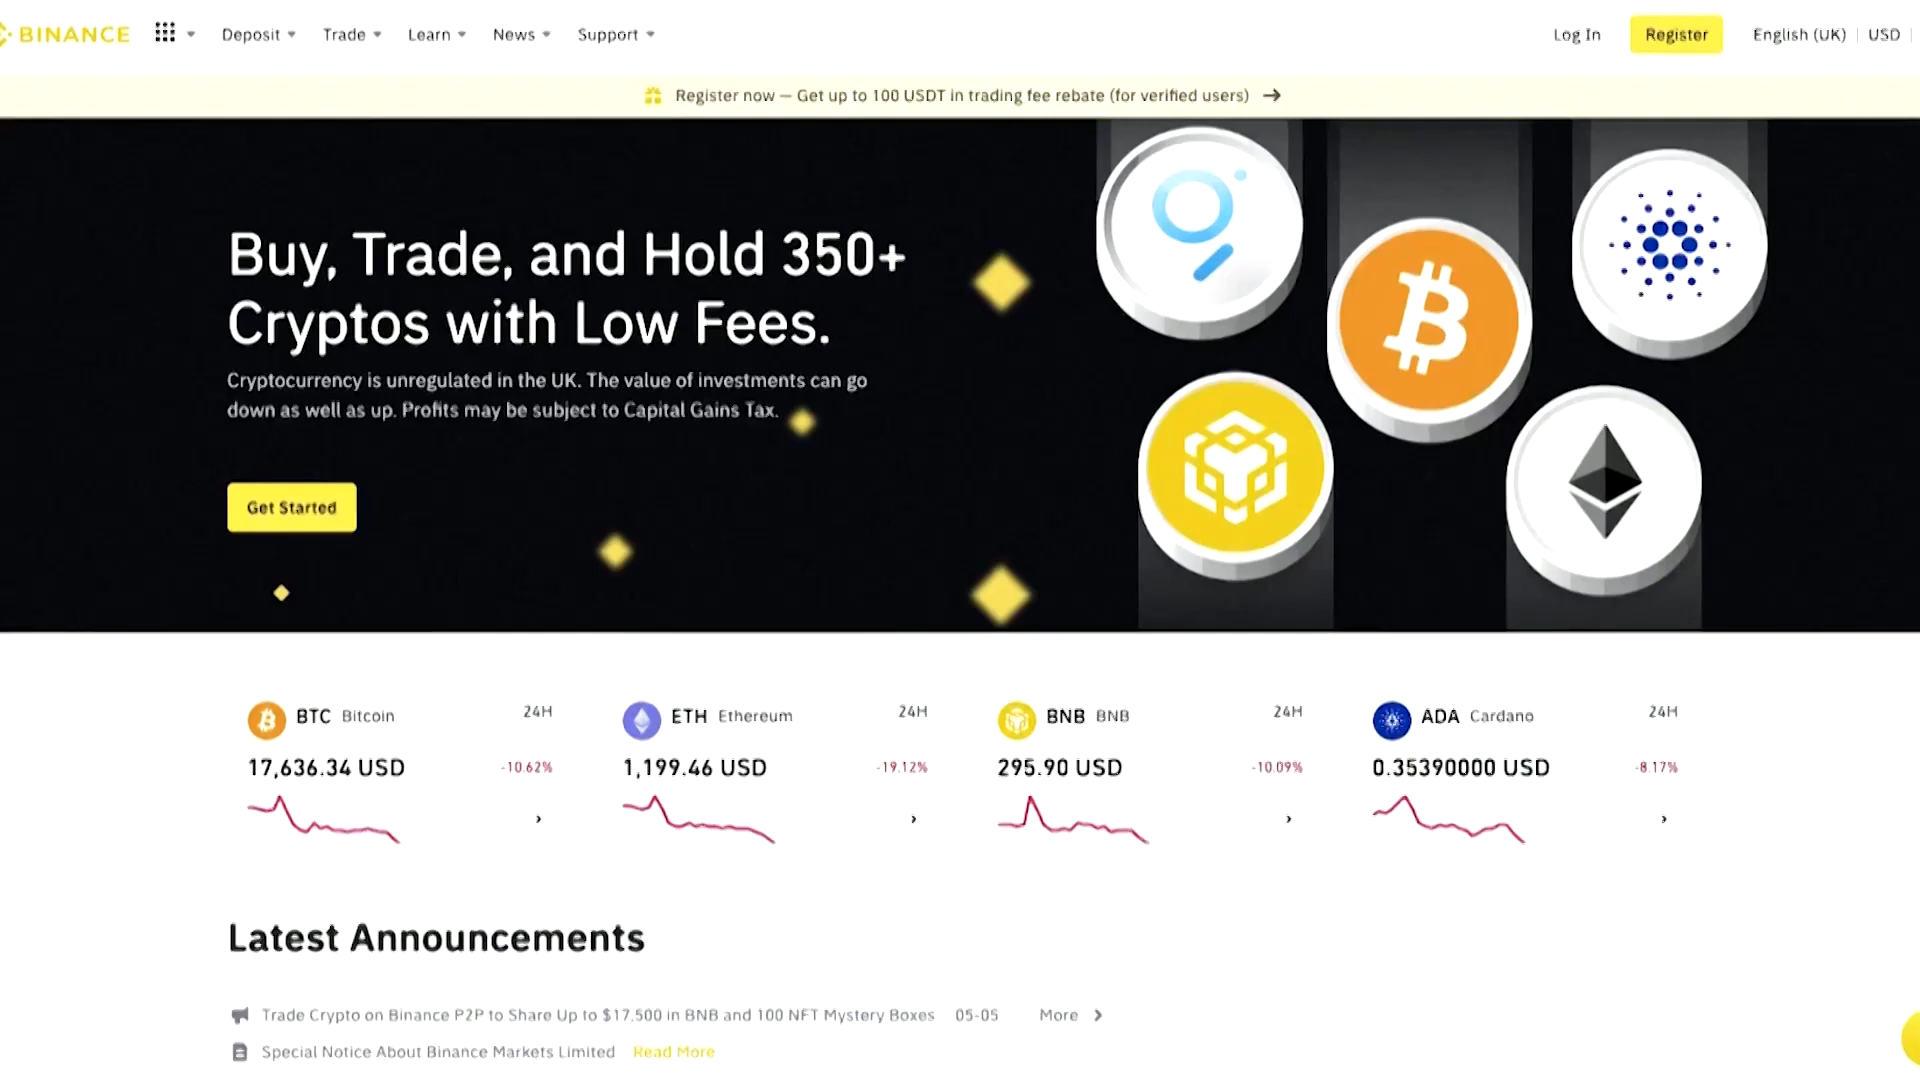 BINANCE Deposit Trade Learn News Support Log In Register English (UK) USD
Register now — Get up to 100 USDT in trading fee rebate (for verified users)
Buy, Trade, and Hold 350+
Cryptos with Low Fees.
Cryptocurrency is unregulated in the UK. The value of investments can go
down as well as up. Profits may be subject to Capital Gains Tax.
Get Started
BTC Bitcoin 24H ETH Ethereum 24H BNB BNB 24H ADA Cardano 24H
17,636.34 USD -10.62% 1,199.46 USD -19.12% 295.90 USD -10.09% 0.35390000 USD -8.17%
Latest Announcements
Trade Crypto on Binance P2P to Share Up to $17,500 in BNB and 100 NFT Mystery Boxes 05-05 More
Special Notice About Binance Markets Limited Read More